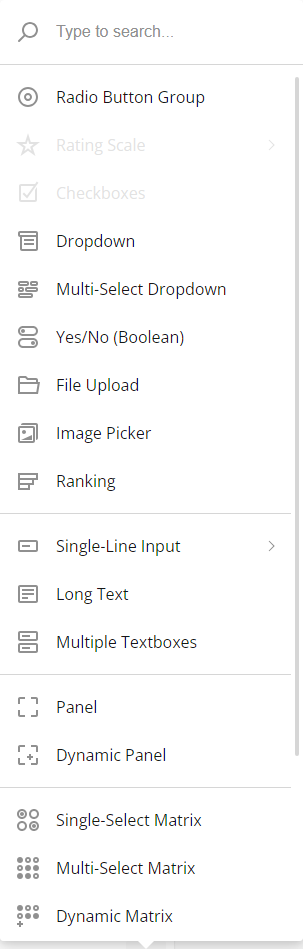 Type to search...
Radio Button Group
Rating Scale
Checkboxes
Dropdown
Multi-Select Dropdown
Yes/No (Boolean)
File Upload
Image Picker
Ranking
Single-Line Input
Long Text
Multiple Textboxes
Panel
Dynamic Panel
Single-Select Matrix
Multi-Select Matrix
Dynamic Matrix